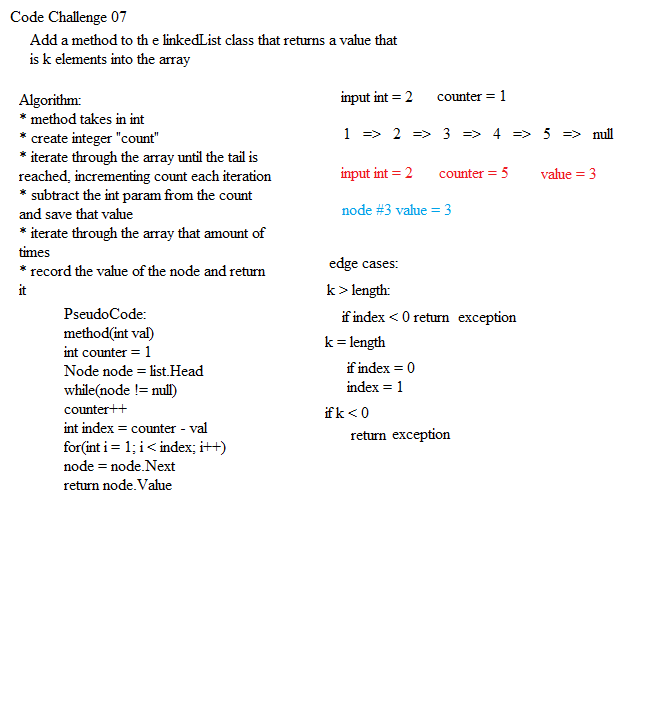 Code Challenge 07
Add a method to th e linkedList class that returns a value that
is k elements into the array
Algorithm:
* method takes in int
* create integer "count"
* iterate through the array until the tail is
reached, incrementing count each iteration
* subtract the int param from the count
and save that value
* iterate through the array that amount of
times
* record the value of the node and return
it
PseudoCode:
method(int val)
int counter = 1
Node node = list.Head
while(node != null)
counter++
int index = counter - val
for(int i = 1; i < index; i++)
node = node.Next
return node.Value
input int = 2 counter = 1
1 => 2 => 3 => 4 => 5 => null
input int = 2 counter = 5 value = 3
node #3 value = 3
edge cases:
k > length:
if index < 0 return exception
k = length
if index = 0
index = 1
if k < 0
return exception